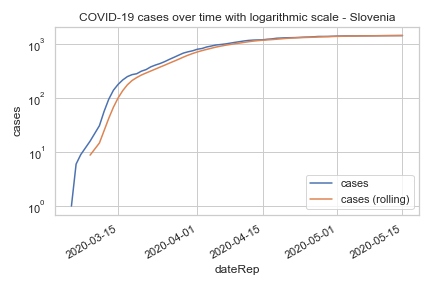 COVID-19 cases over time with logarithmic scale - Slovenia
cases
10³
10²
10¹
10⁰
cases
cases (rolling)
2020-03-15
2020-04-01
2020-04-15
2020-05-01
2020-05-15
dateRep